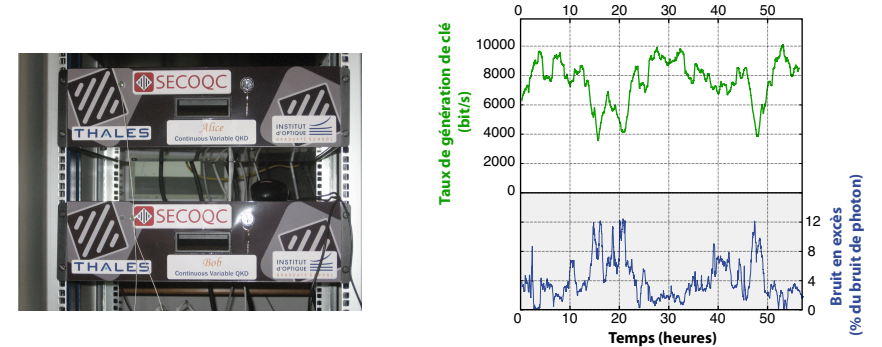 SECOQC
Alice
Continuous Variable QKD
THALES
INSTITUT
d'OPTIQUE
GRADUATE SCHOOL
SECOQC
Bob
Continuous Variable QKD
THALES
INSTITUT
d'OPTIQUE
0 10 20 30 40 50
Taux de génération de clé
(bit/s)
10000
8000
6000
4000
2000
0
12
8
4
0
Bruit en excès
(% du bruit de photon)
0 10 20 30 40 50
Temps (heures)